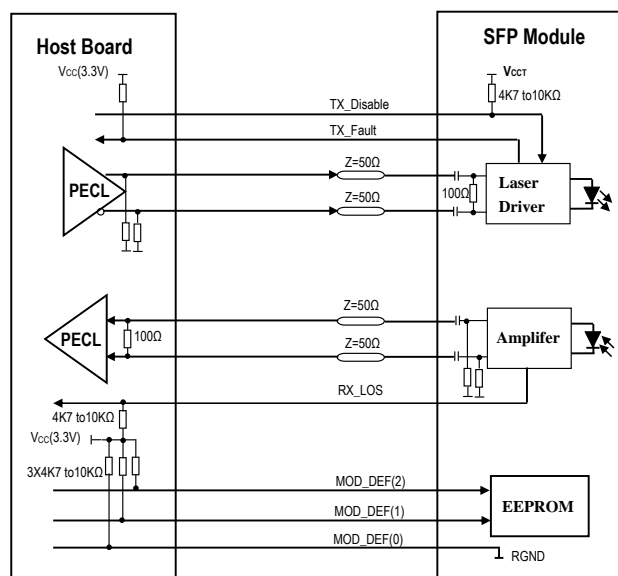 Host Board
SFP Module
Vcc(3.3V)
VCCT
4K7 to10KΩ
TX_Disable
TX_Fault
Z=50Ω
PECL
100Ω
Laser
Driver
Z=50Ω
Z=50Ω
PECL
100Ω
Amplifer
Z=50Ω
RX_LOS
4K7 to10KΩ
Vcc(3.3V)
3X4K7 to10KΩ
MOD_DEF(2)
EEPROM
MOD_DEF(1)
MOD_DEF(0)
RGND